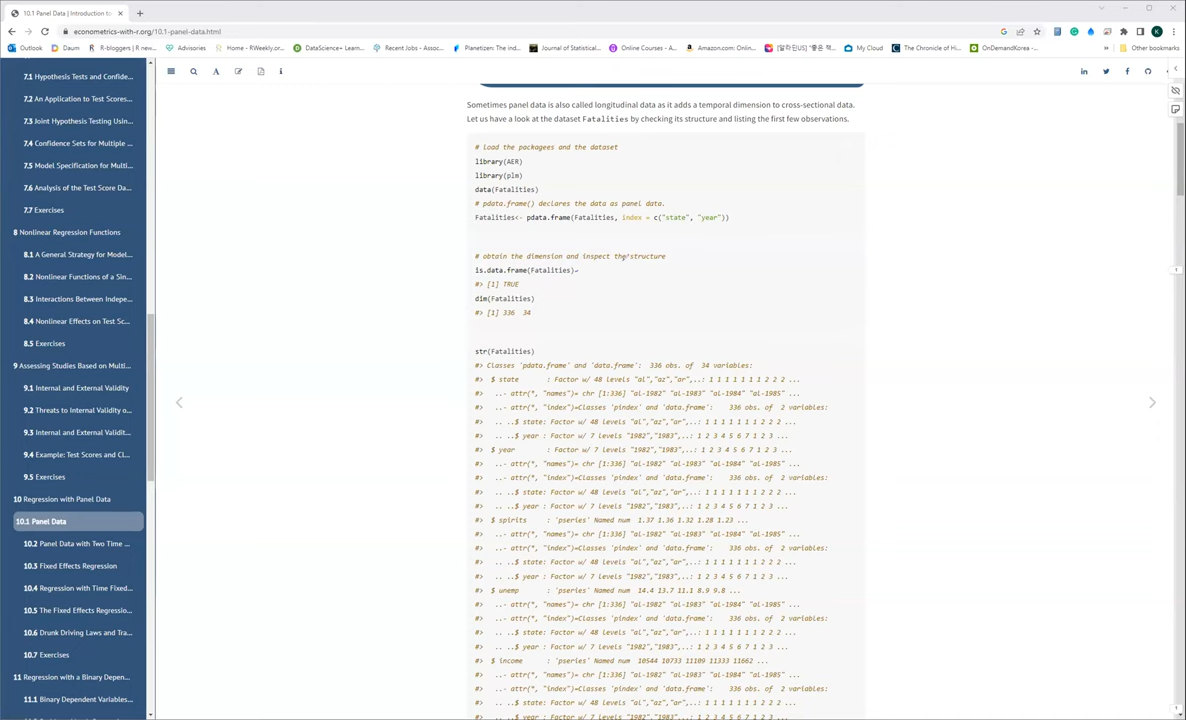 10.1 Panel Data | Introduction to
econometrics-with-r.org/10.1-panel-data.html
Outlook
Daum
R-bloggers | R new...
Advisories
Home - RWeekly.or...
DataScience+ Learn...
Recent Jobs - Assoc...
Planetizen: The ind...
Journal of Statistical...
Online Courses - A...
Amazon.com: Onlin...
My Cloud
The Chronicle of Hi...
OnDemandKorea -...
Other bookmarks
7.1 Hypothesis Tests and Confide...
7.2 An Application to Test Scores...
7.3 Joint Hypothesis Testing Usin...
7.4 Confidence Sets for Multiple ...
7.5 Model Specification for Multi...
7.6 Analysis of the Test Score Da...
7.7 Exercises
8 Nonlinear Regression Functions
8.1 A General Strategy for Model...
8.2 Nonlinear Functions of a Sin...
8.3 Interactions Between Indepe...
8.4 Nonlinear Effects on Test Sc...
8.5 Exercises
9 Assessing Studies Based on Multi...
9.1 Internal and External Validity
9.2 Threats to Internal Validity o...
9.3 Internal and External Validit...
9.4 Example: Test Scores and Cl...
9.5 Exercises
10 Regression with Panel Data
10.1 Panel Data
10.2 Panel Data with Two Time ...
10.3 Fixed Effects Regression
10.4 Regression with Time Fixed...
10.5 The Fixed Effects Regressio...
10.6 Drunk Driving Laws and Tra...
10.7 Exercises
11 Regression with a Binary Depen...
11.1 Binary Dependent Variables...
Sometimes panel data is also called longitudinal data as it adds a temporal dimension to cross-sectional data.
Let us have a look at the dataset Fatalities by checking its structure and listing the first few observations.
# load the packagees and the dataset
library(AER)
library(plm)
data(Fatalities)
# pdata.frame() declares the data as panel data.
Fatalities<- pdata.frame(Fatalities, index = c("state", "year"))
# obtain the dimension and inspect the structure
is.data.frame(Fatalities)
#> [1] TRUE
dim(Fatalities)
#> [1] 336  34
str(Fatalities)
#> Classes 'pdata.frame' and 'data.frame':  336 obs. of  34 variables:
#>  $ state       : Factor w/ 48 levels "al","az","ar",..: 1 1 1 1 1 1 1 2 2 2 ...
#>   ..- attr(*, "names")= chr [1:336] "al-1982" "al-1983" "al-1984" "al-1985" ...
#>   ..- attr(*, "index")=Classes 'pindex' and 'data.frame':   336 obs. of  2 variables:
#>   .. ..$ state: Factor w/ 48 levels "al","az","ar",..: 1 1 1 1 1 1 1 2 2 2 ...
#>   .. ..$ year : Factor w/ 7 levels "1982","1983",..: 1 2 3 4 5 6 7 1 2 3 ...
#>  $ year        : Factor w/ 7 levels "1982","1983",..: 1 2 3 4 5 6 7 1 2 3 ...
#>   ..- attr(*, "names")= chr [1:336] "al-1982" "al-1983" "al-1984" "al-1985" ...
#>   ..- attr(*, "index")=Classes 'pindex' and 'data.frame':   336 obs. of  2 variables:
#>   .. ..$ state: Factor w/ 48 levels "al","az","ar",..: 1 1 1 1 1 1 1 2 2 2 ...
#>   .. ..$ year : Factor w/ 7 levels "1982","1983",..: 1 2 3 4 5 6 7 1 2 3 ...
#>  $ spirits     : 'pseries' Named num  1.37 1.36 1.32 1.28 1.23 ...
#>   ..- attr(*, "names")= chr [1:336] "al-1982" "al-1983" "al-1984" "al-1985" ...
#>   ..- attr(*, "index")=Classes 'pindex' and 'data.frame':   336 obs. of  2 variables:
#>   .. ..$ state: Factor w/ 48 levels "al","az","ar",..: 1 1 1 1 1 1 1 2 2 2 ...
#>   .. ..$ year : Factor w/ 7 levels "1982","1983",..: 1 2 3 4 5 6 7 1 2 3 ...
#>  $ unemp       : 'pseries' Named num  14.4 13.7 11.1 8.9 9.8 ...
#>   ..- attr(*, "names")= chr [1:336] "al-1982" "al-1983" "al-1984" "al-1985" ...
#>   ..- attr(*, "index")=Classes 'pindex' and 'data.frame':   336 obs. of  2 variables:
#>   .. ..$ state: Factor w/ 48 levels "al","az","ar",..: 1 1 1 1 1 1 1 2 2 2 ...
#>   .. ..$ year : Factor w/ 7 levels "1982","1983",..: 1 2 3 4 5 6 7 1 2 3 ...
#>  $ income      : 'pseries' Named num  10544 10733 11109 11333 11662 ...
#>   ..- attr(*, "names")= chr [1:336] "al-1982" "al-1983" "al-1984" "al-1985" ...
#>   ..- attr(*, "index")=Classes 'pindex' and 'data.frame':   336 obs. of  2 variables:
#>   .. ..$ state: Factor w/ 48 levels "al","az","ar",..: 1 1 1 1 1 1 1 2 2 2 ...
#>   .. ..$ year : Factor w/ 7 levels "1982","1983",..: 1 2 3 4 5 6 7 1 2 3 ...